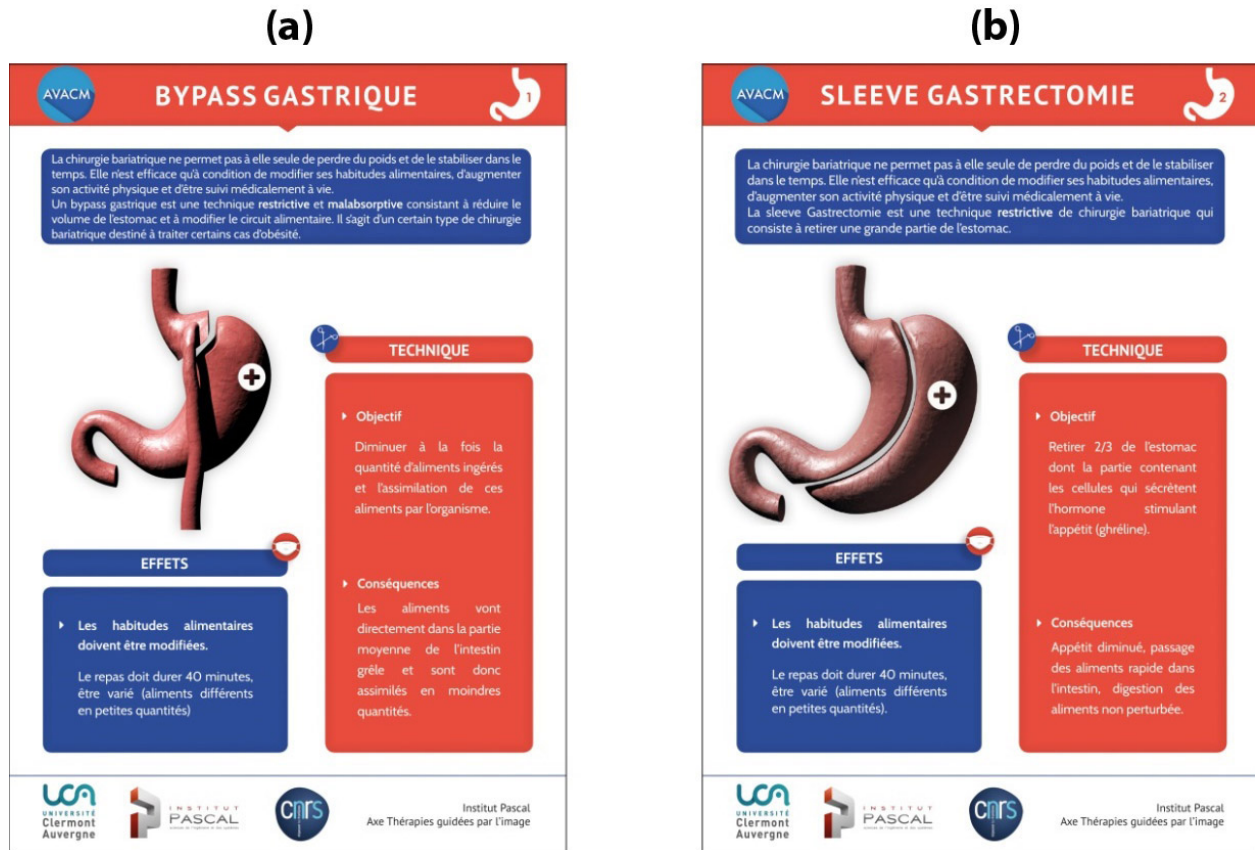 (a)
AVACM
BYPASS GASTRIQUE
1
La chirurgie bariatrique ne permet pas à elle seule de perdre du poids et de le stabiliser dans le
temps. Elle n'est efficace qu'à condition de modifier ses habitudes alimentaires, d'augmenter
son activité physique et d'être suivi médicalement à vie.
Un bypass gastrique est une technique restrictive et malabsorptive consistant à réduire le
volume de l'estomac et à modifier le circuit alimentaire. Il s'agit d'un certain type de chirurgie
bariatrique destiné à traiter certains cas d'obésité.
TECHNIQUE
Objectif
Diminuer à la fois la
quantité d'aliments ingérés
et l'assimilation de ces
aliments par l'organisme.
Conséquences
Les aliments vont
directement dans la partie
moyenne de l'intestin
grêle et sont donc
assimilés en moindres
quantités.
EFFETS
Les habitudes alimentaires
doivent être modifiées.
Le repas doit durer 40 minutes,
être varié (aliments différents
en petites quantités)
UCA
UNIVERSITÉ
Clermont
Auvergne
INSTITUT
PASCAL
cnrs
Institut Pascal
Axe Thérapies guidées par l'image
(b)
AVACM
SLEEVE GASTRECTOMIE
2
La chirurgie bariatrique ne permet pas à elle seule de perdre du poids et de le stabiliser
dans le temps. Elle n'est efficace qu'à condition de modifier ses habitudes alimentaires,
d'augmenter son activité physique et d'être suivi médicalement à vie.
La sleeve Gastrectomie est une technique restrictive de chirurgie bariatrique qui
consiste à retirer une grande partie de l'estomac.
TECHNIQUE
Objectif
Retirer 2/3 de l'estomac
dont la partie contenant
les cellules qui sécrètent
l'hormone stimulant
l'appétit (ghréline).
Conséquences
Appétit diminué, passage
des aliments rapide dans
l'intestin, digestion des
aliments non perturbée.
EFFETS
Les habitudes alimentaires
doivent être modifiées.
Le repas doit durer 40 minutes,
être varié (aliments différents
en petites quantités).
UCA
UNIVERSITÉ
Clermont
Auvergne
INSTITUT
PASCAL
cnrs
Institut Pascal
Axe Thérapies guidées par l'image